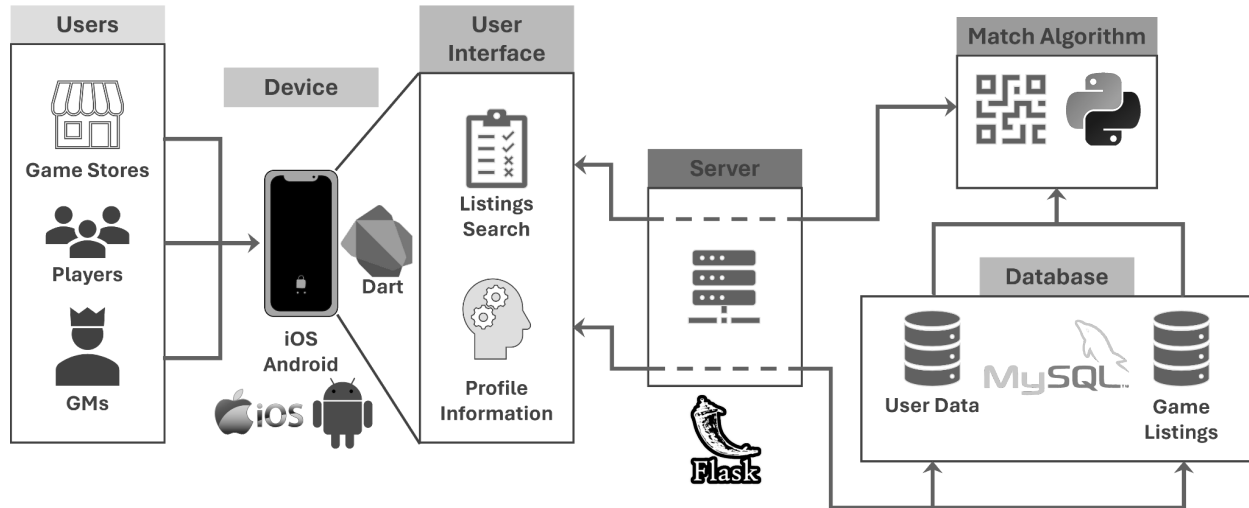 Users
Game Stores
Players
GMs
Device
iOS
Android
iOS
Dart
User
Interface
Listings
Search
Profile
Information
Server
Flask
Match Algorithm
Database
User Data
MySQL
Game
Listings